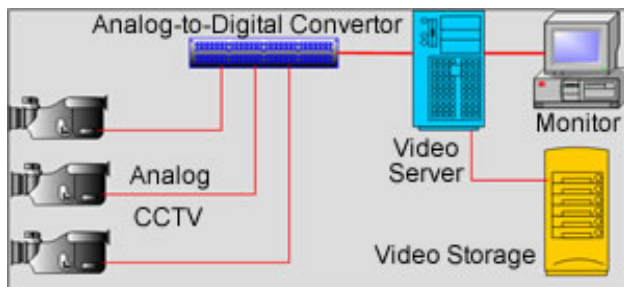 Analog-to-Digital Convertor
Monitor
Video
Server
Analog
CCTV
Video Storage